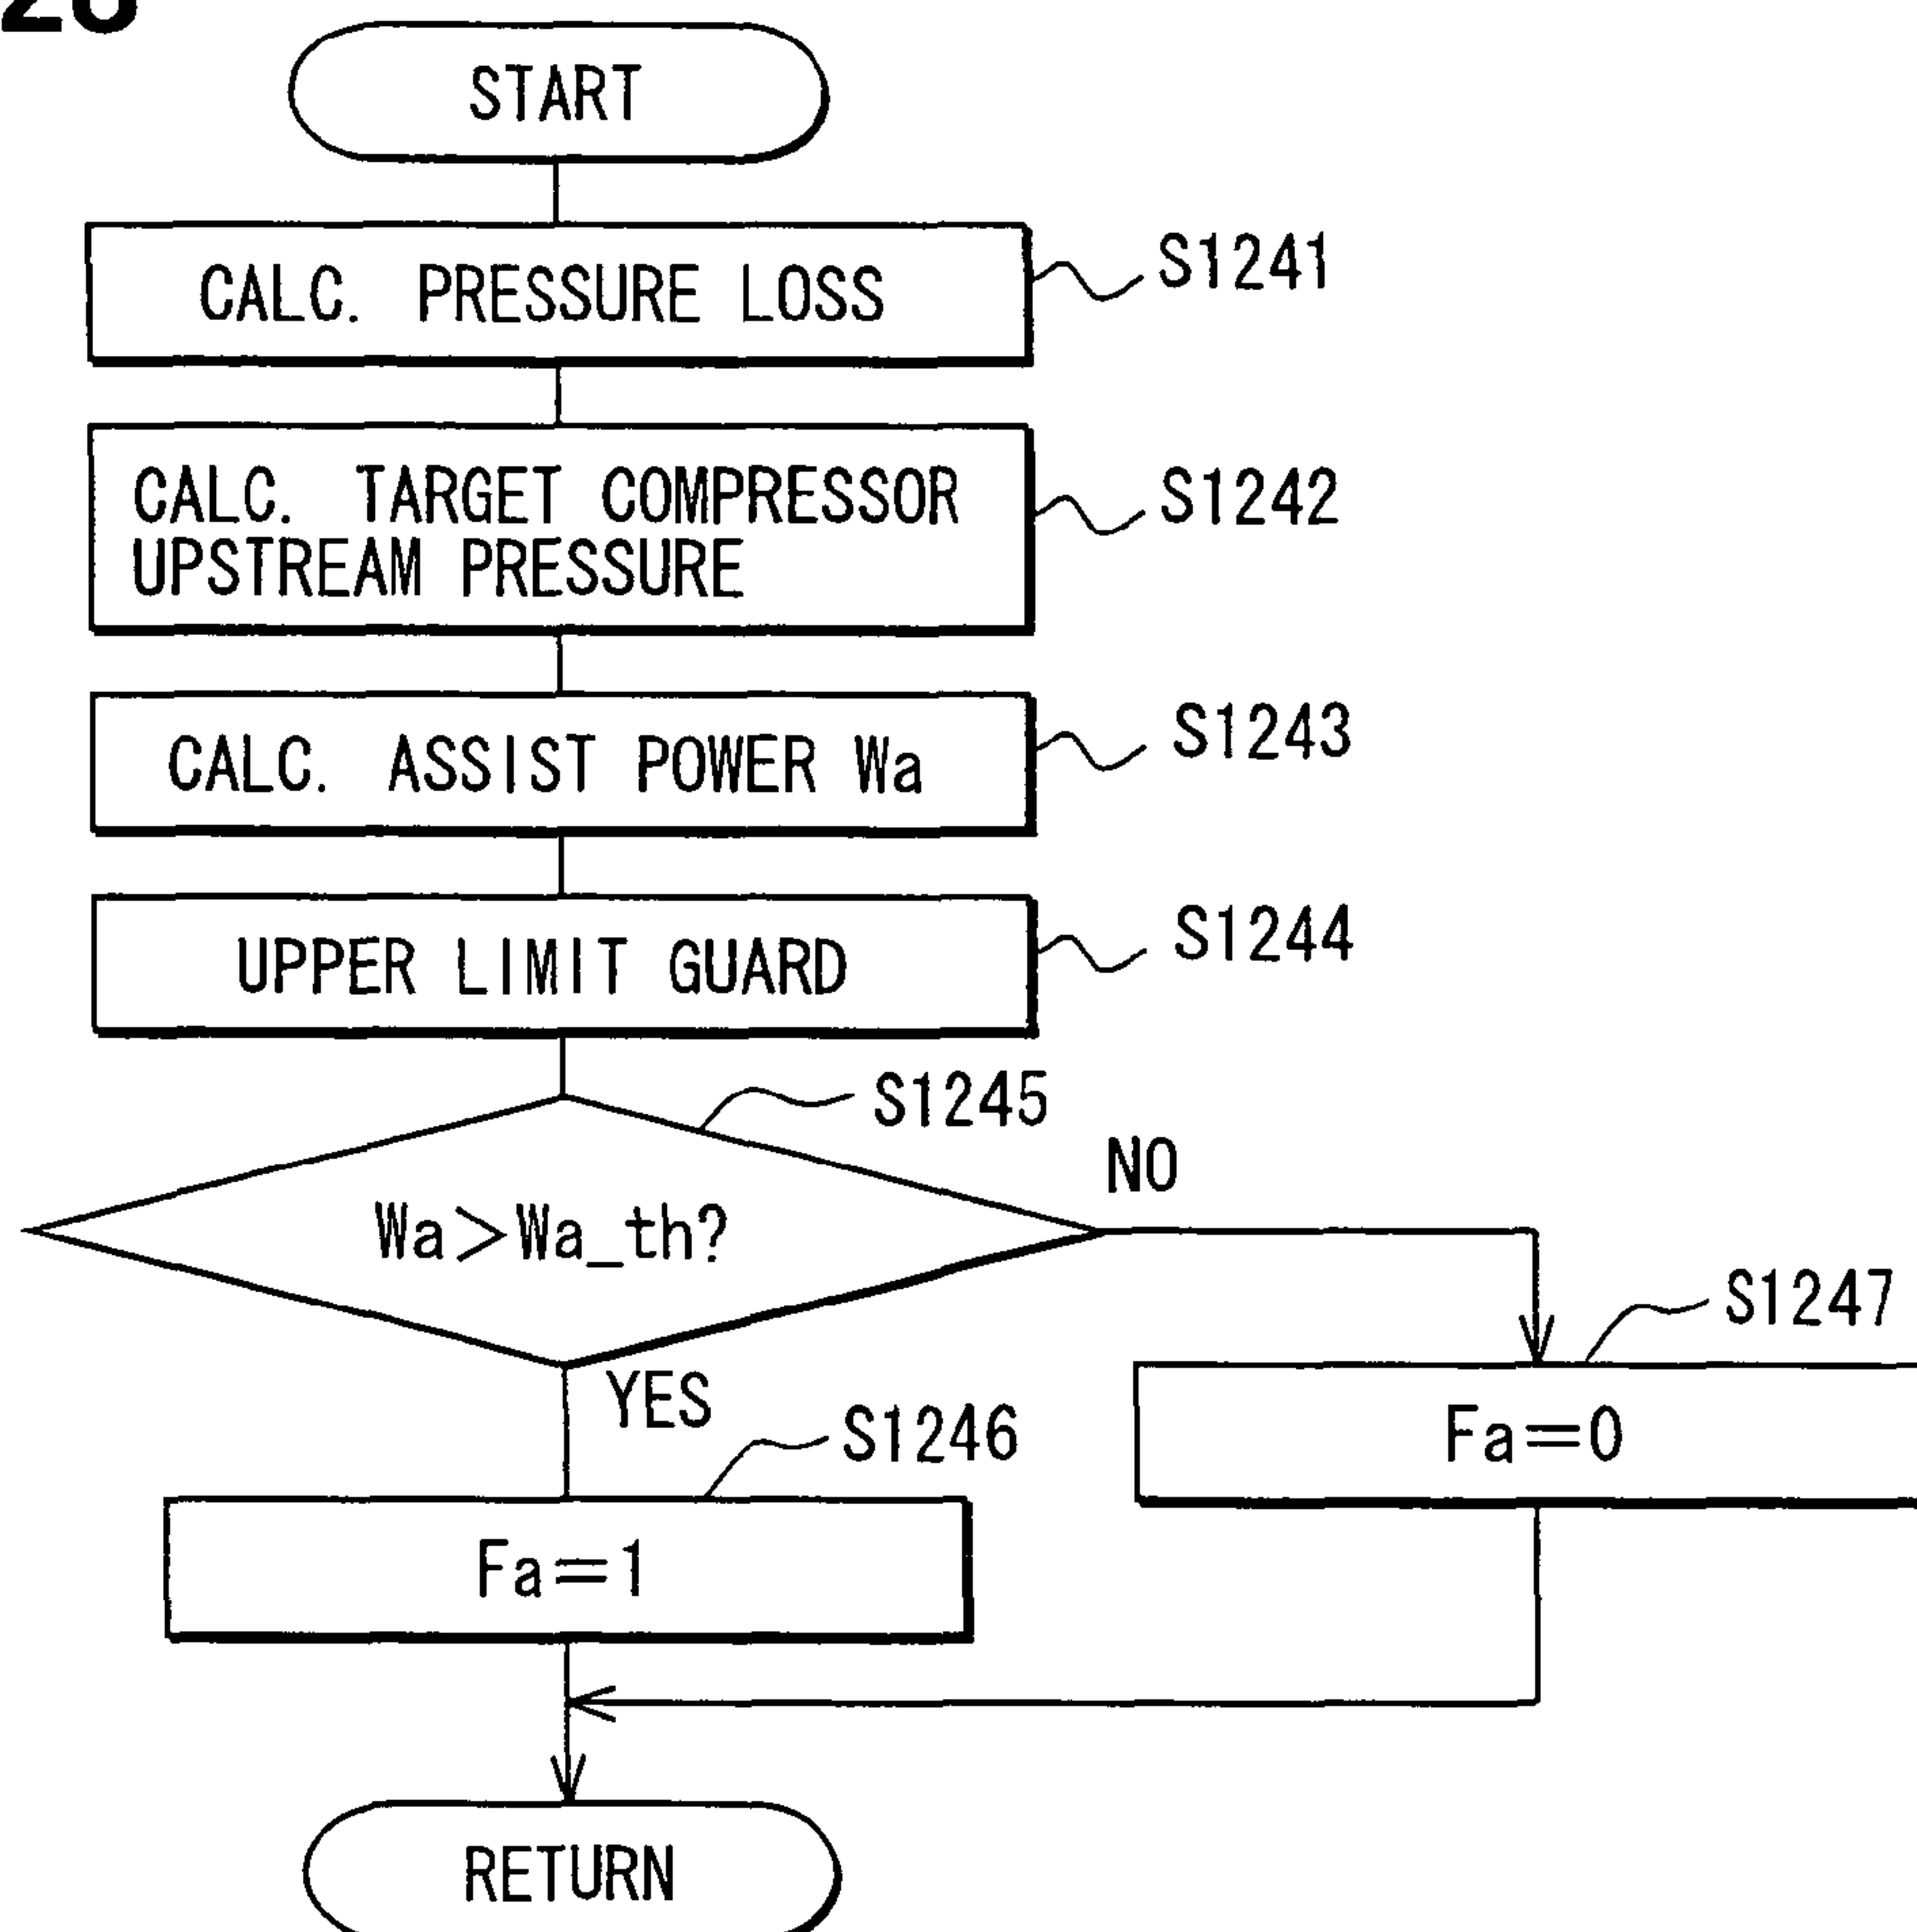 START
CALC. PRESSURE LOSS
S1241
CALC. TARGET COMPRESSOR
UPSTREAM PRESSURE
S1242
CALC. ASSIST POWER Wa
S1243
UPPER LIMIT GUARD
S1244
S1245
Wa>Wa_th?
NO
YES
S1246
S1247
Fa=1
Fa=0
RETURN